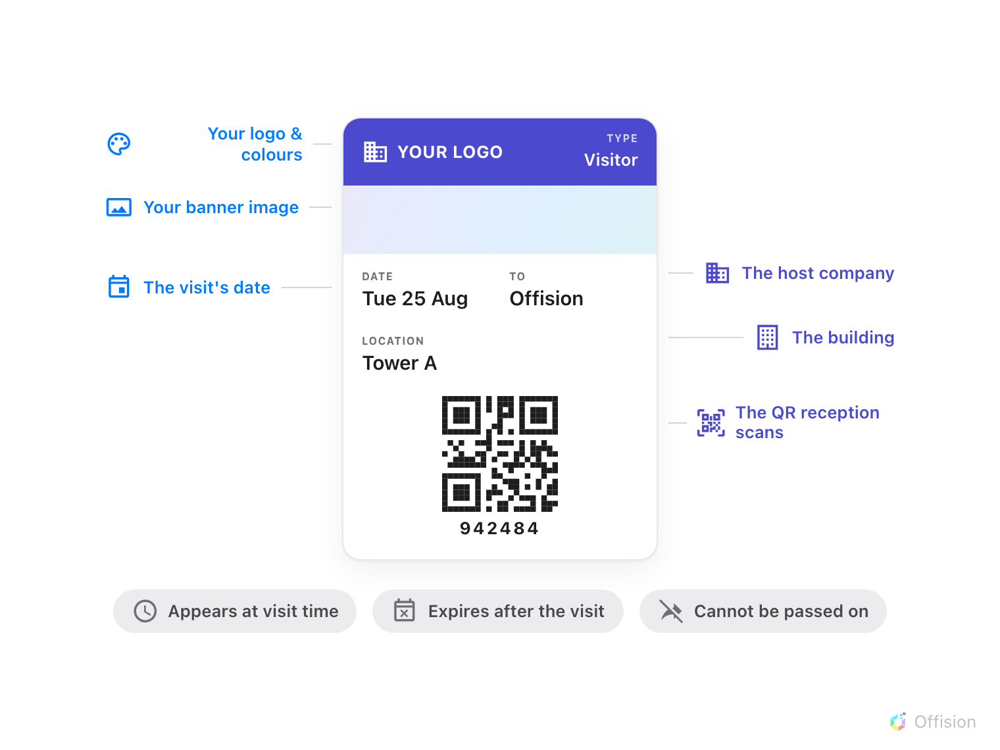 Your logo &
colours
Your banner image
The visit's date
YOUR LOGO
TYPE
Visitor
DATE
Tue 25 Aug
TO
Offision
LOCATION
Tower A
942484
The host company
The building
The QR reception
scans
Appears at visit time
Expires after the visit
Cannot be passed on
Offision